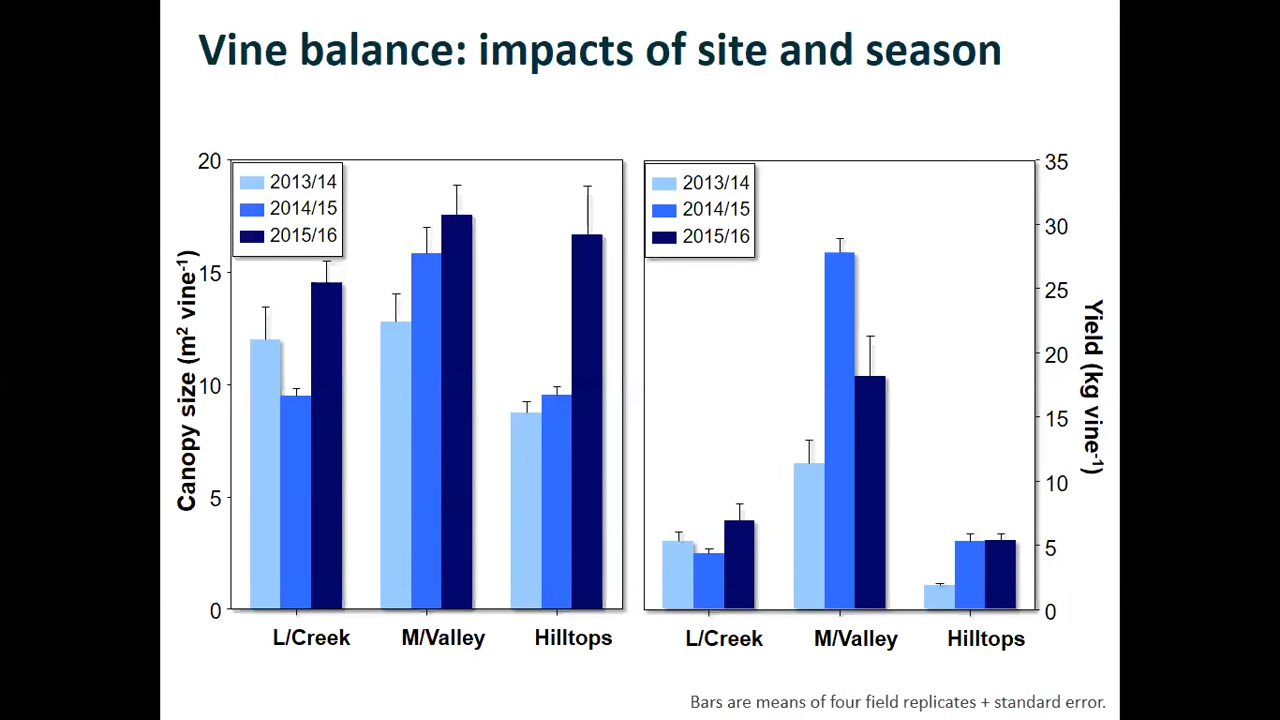 Vine balance: impacts of site and season
2013/14
2014/15
2015/16
Canopy size (m² vine⁻¹)
20
15
10
5
0
L/Creek
M/Valley
Hilltops
2013/14
2014/15
2015/16
35
30
25
20
15
10
5
0
Yield (kg vine⁻¹)
L/Creek
M/Valley
Hilltops
Bars are means of four field replicates + standard error.